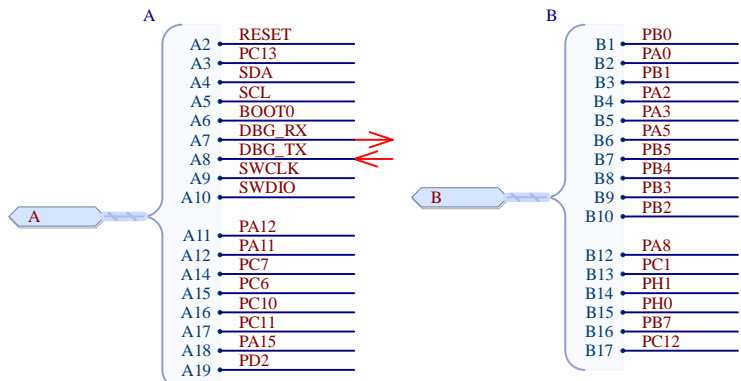 A
A2 RESET
A3 PC13
A4 SDA
A5 SCL
A6 BOOT0
A7 DBG_RX
A8 DBG_TX
A9 SWCLK
A10 SWDIO
A
A11 PA12
A12 PA11
A14 PC7
A15 PC6
A16 PC10
A17 PC11
A18 PA15
A19 PD2
B
B1 PB0
B2 PA0
B3 PB1
B4 PA2
B5 PA3
B6 PA5
B7 PB5
B8 PB4
B9 PB3
B
B10 PB2
B12 PA8
B13 PC1
B14 PH1
B15 PH0
B16 PB7
B17 PC12